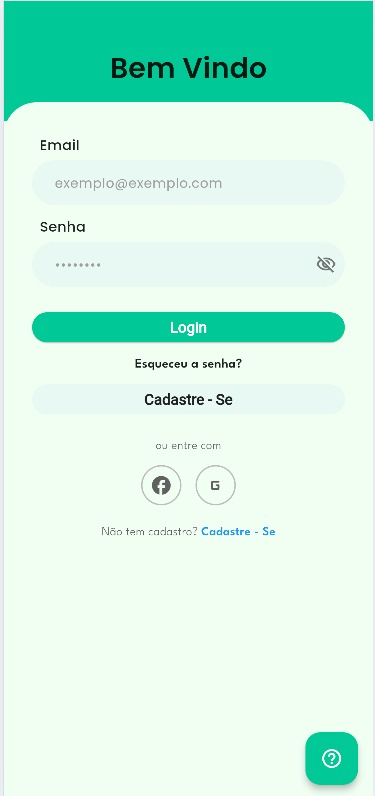 Bem Vindo
Email
exemplo@exemplo.com
Senha
••••••••
Login
Esqueceu a senha?
Cadastre - Se
ou entre com
G
Não tem cadastro? Cadastre - Se